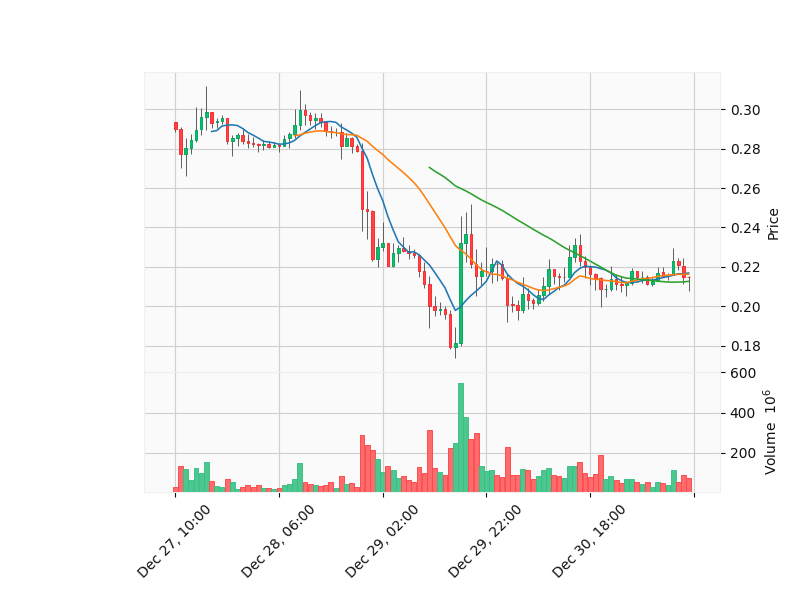 0.30
0.28
0.26
0.24
0.22
0.20
0.18
Price
600
400
200
Volume 10^6
Dec 27, 10:00
Dec 28, 06:00
Dec 29, 02:00
Dec 29, 22:00
Dec 30, 18:00